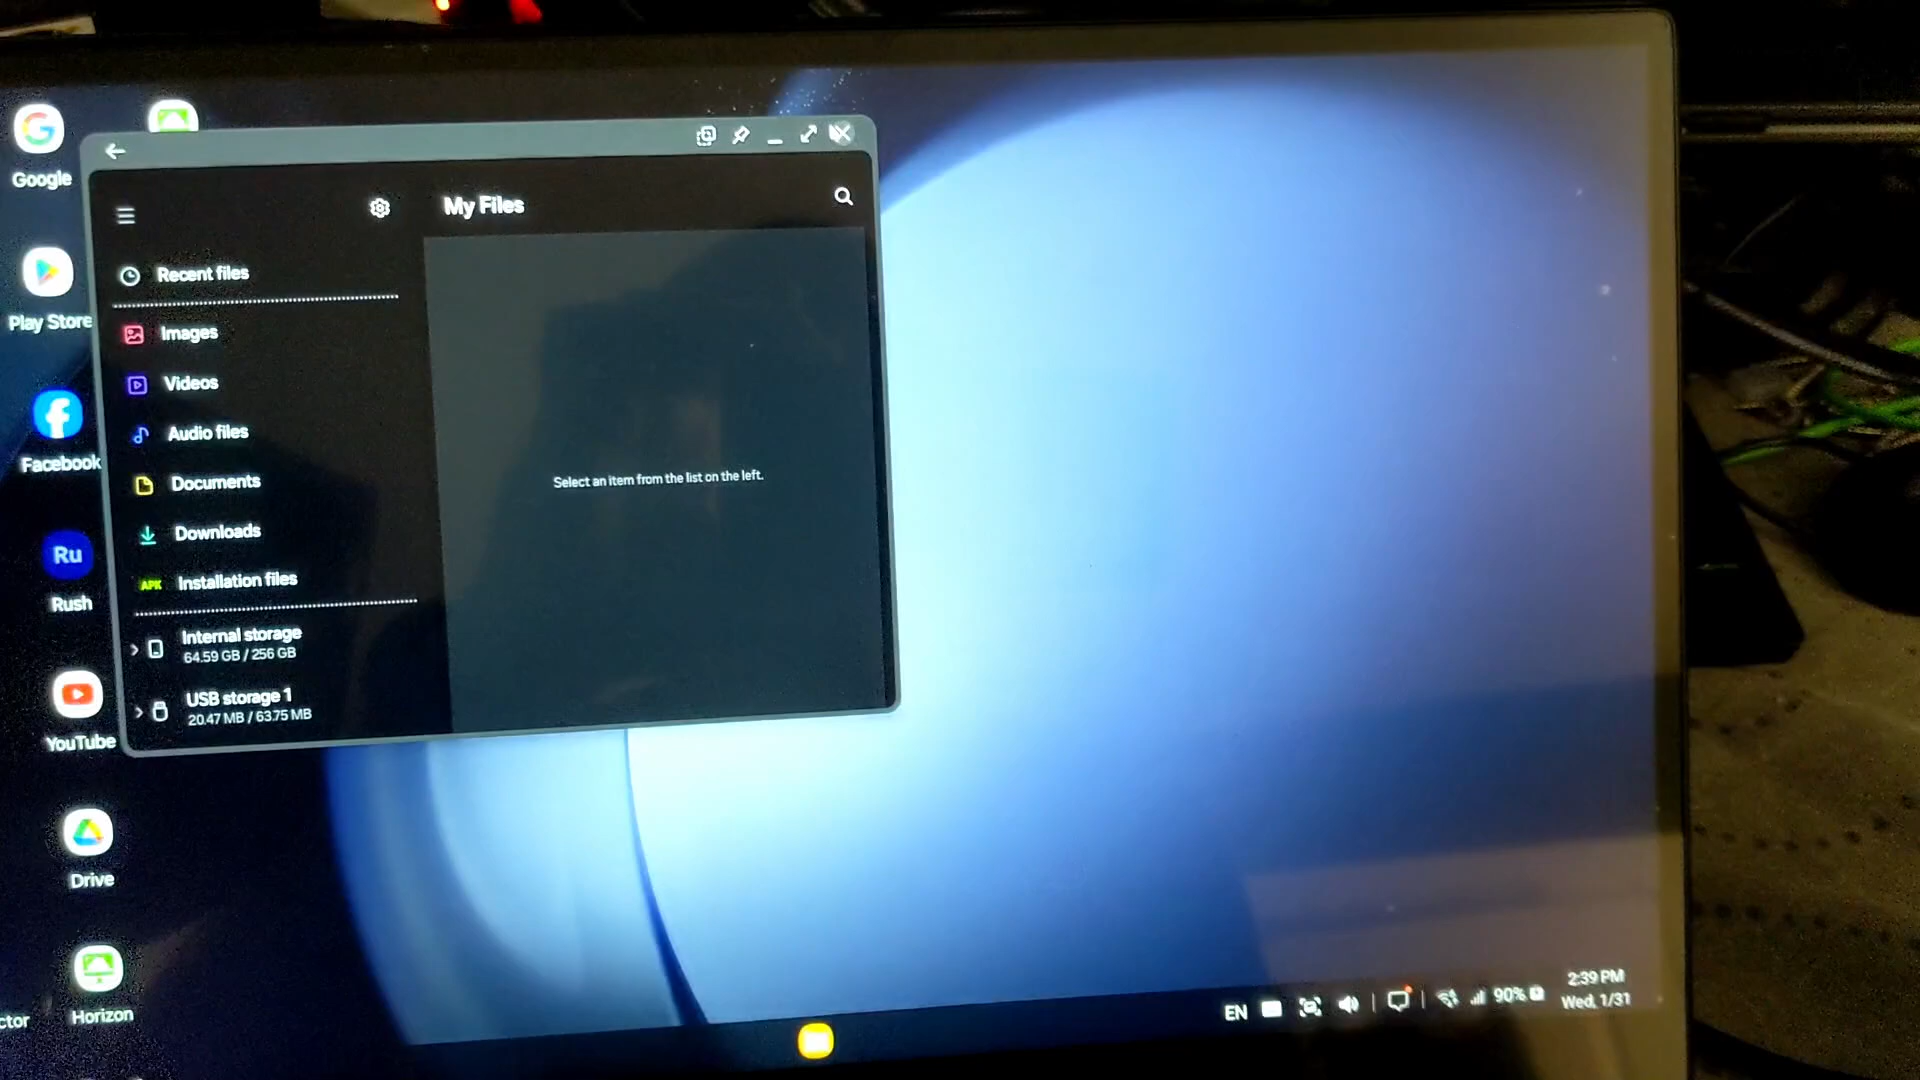 Google
Play Store
Facebook
Ru
Rush
YouTube
Drive
Horizon
My Files
Recent files
Images
Videos
Audio files
Documents
Downloads
APK Installation files
Internal storage
64.59 GB / 256 GB
USB storage 1
20.47 MB / 63.75 MB
Select an item from the list on the left.
EN
90%
2:39 PM
Wed, 1/31